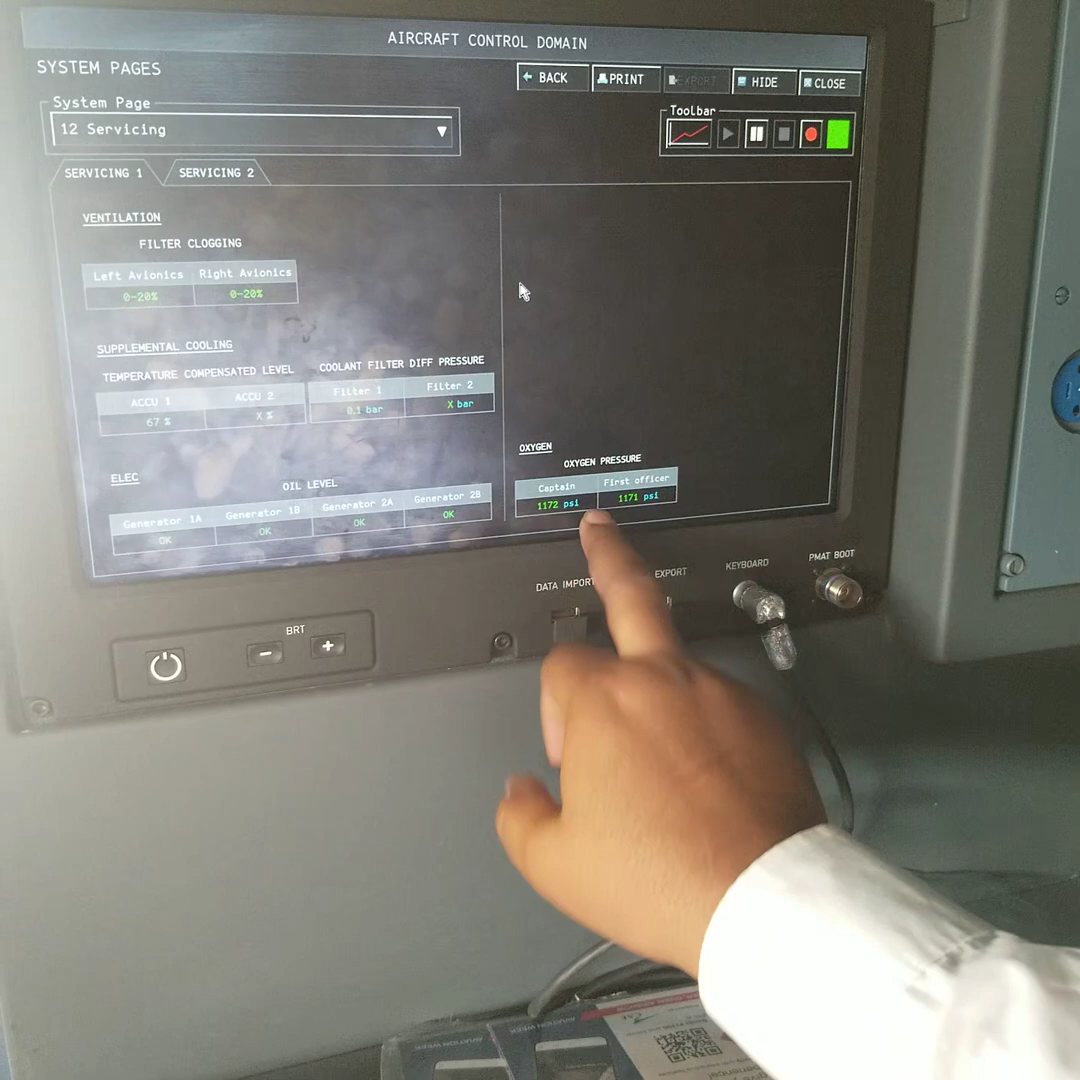 AIRCRAFT CONTROL DOMAIN
SYSTEM PAGES
BACK
PRINT
EXPORT
HIDE
CLOSE
System Page
12 Servicing
Toolbar
SERVICING 1
SERVICING 2
VENTILATION
FILTER CLOGGING
Left Avionics Right Avionics
0-20% 0-20%
SUPPLEMENTAL COOLING
TEMPERATURE COMPENSATED LEVEL
ACCU 1 ACCU 2
67 % X %
COOLANT FILTER DIFF PRESSURE
Filter 1 Filter 2
0.1 bar X bar
ELEC
OIL LEVEL
Generator 1A Generator 1B Generator 2A Generator 2B
OK OK OK OK
OXYGEN
OXYGEN PRESSURE
Captain First officer
1172 psi 1171 psi
DATA IMPORT
EXPORT
KEYBOARD
PMAT BOOT
BRT
- +
AVIATION WEEK
AVIATION WEEK